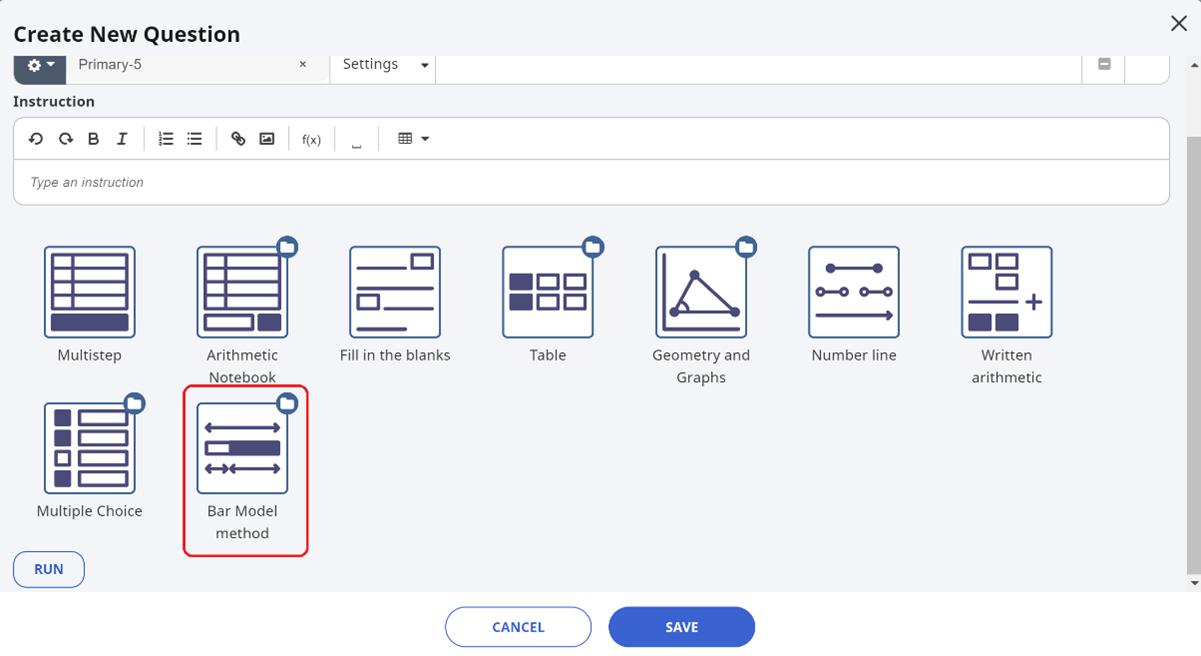 Create New Question
Primary-5 × Settings
Instruction
B I f(x)
Type an instruction
Multistep
Arithmetic
Notebook
Fill in the blanks
Table
Geometry and
Graphs
Number line
Written
arithmetic
Multiple Choice
Bar Model
method
RUN
CANCEL SAVE